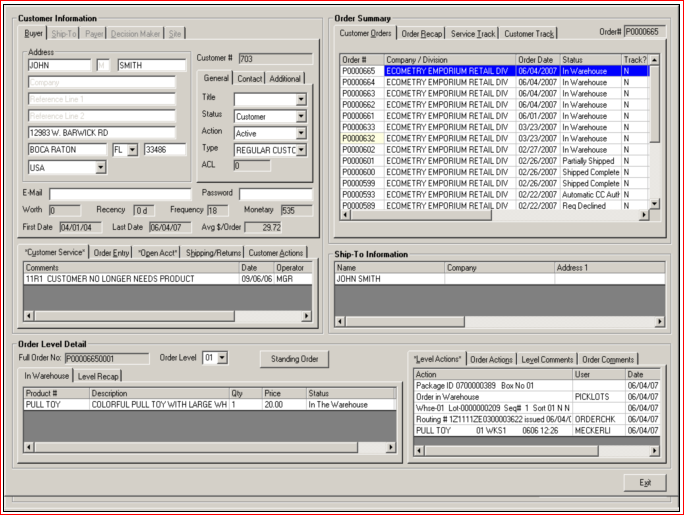 Customer Information
Buyer Ship-To Payer Decision Maker Site
Address
JOHN M SMITH
Company
Reference Line 1
Reference Line 2
12983 W. BARWICK RD
BOCA RATON FL 33486
USA
Customer # 703
General Contact Additional
Title
Status Customer
Action Active
Type REGULAR CUSTC
ACL 0
E-Mail Password
Worth 0 Recency 0 d Frequency 18 Monetary 535
First Date 04/01/04 Last Date 06/04/07 Avg $/Order 29.72
Order Summary
Customer Orders Order Recap Service Track Customer Track Order# P0000665
Order # Company / Division Order Date Status Track?
P0000665 ECOMETRY EMPORIUM RETAIL DIV 06/04/2007 In Warehouse N
P0000664 ECOMETRY EMPORIUM RETAIL DIV 06/04/2007 In Warehouse N
P0000663 ECOMETRY EMPORIUM RETAIL DIV 06/04/2007 In Warehouse N
P0000662 ECOMETRY EMPORIUM RETAIL DIV 06/04/2007 In Warehouse N
P0000661 ECOMETRY EMPORIUM RETAIL DIV 06/01/2007 In Warehouse N
P0000633 ECOMETRY EMPORIUM RETAIL DIV 03/23/2007 In Warehouse N
P0000632 ECOMETRY EMPORIUM RETAIL DIV 03/23/2007 In Warehouse N
P0000602 ECOMETRY EMPORIUM RETAIL DIV 02/27/2007 In Warehouse N
P0000601 ECOMETRY EMPORIUM RETAIL DIV 02/26/2007 Partially Shipped N
P0000600 ECOMETRY EMPORIUM RETAIL DIV 02/26/2007 Shipped Complete N
P0000599 ECOMETRY EMPORIUM RETAIL DIV 02/26/2007 Shipped Complete N
P0000593 ECOMETRY EMPORIUM RETAIL DIV 02/22/2007 Automatic CC Auth N
P0000589 ECOMETRY EMPORIUM RETAIL DIV 02/22/2007 Req Declined N
*Customer Service* Order Entry *Open Acct* Shipping/Returns Customer Actions
Comments Date Operator
11R1 CUSTOMER NO LONGER NEEDS PRODUCT 09/06/06 MGR
Ship-To Information
Name Company Address 1
JOHN SMITH
Order Level Detail
Full Order No: P00006650001 Order Level 01 Standing Order
In Warehouse Level Recap
Product # Description Qty Price Status
PULL TOY COLORFUL PULL TOY WITH LARGE WH 1 20.00 In The Warehouse
*Level Actions* Order Actions Level Comments Order Comments
Action User Date
Package ID 0700000389 Box No 01 06/04/07
Order in Warehouse PICKLOTS 06/04/07
Whse-01 Lot-0000000209 Seq# 1 Sort 01 N N 06/04/07
Routing # 1Z1111ZE0300003622 issued 06/04/( ORDERCHK 06/04/07
PULL TOY 01 WKS1 0606 12:26 MECKERLI 06/04/07
Exit